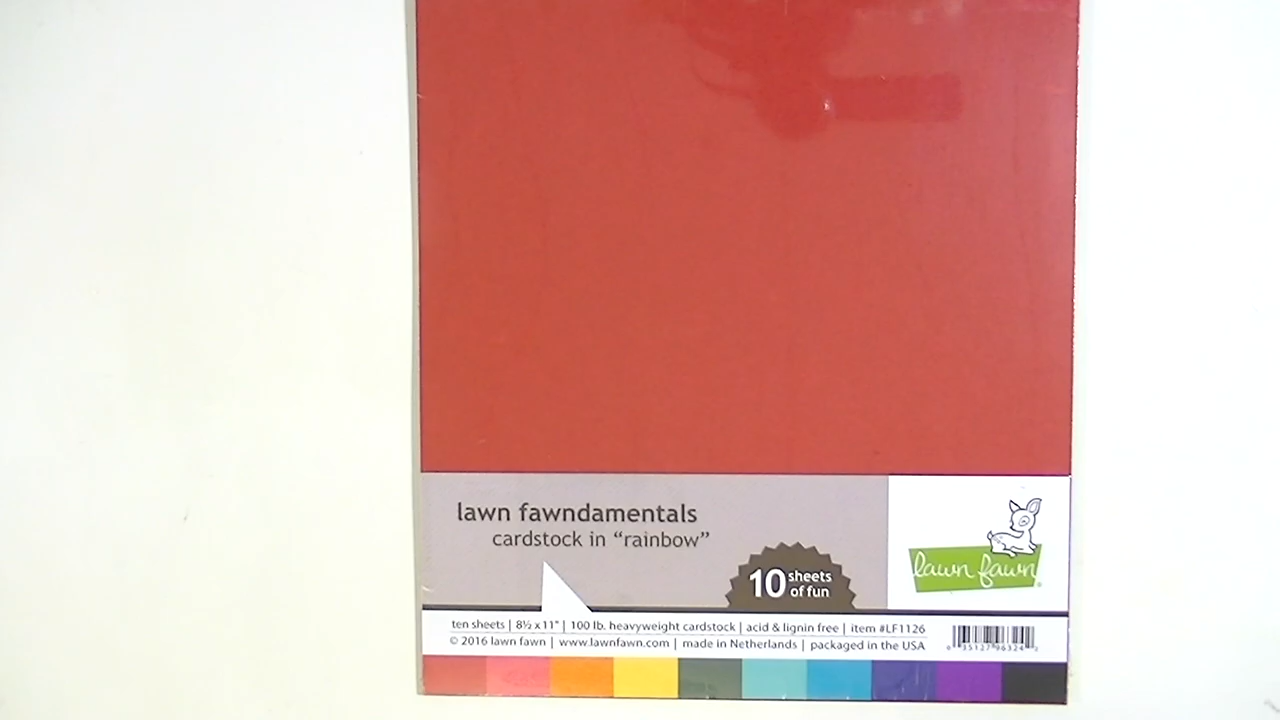 lawn fawndamentals
cardstock in “rainbow”
10 sheets of fun
lawn fawn
ten sheets | 8½ x 11" | 100 lb. heavyweight cardstock | acid & lignin free | item #LF1126
© 2016 lawn fawn | www.lawnfawn.com | made in Netherlands | packaged in the USA